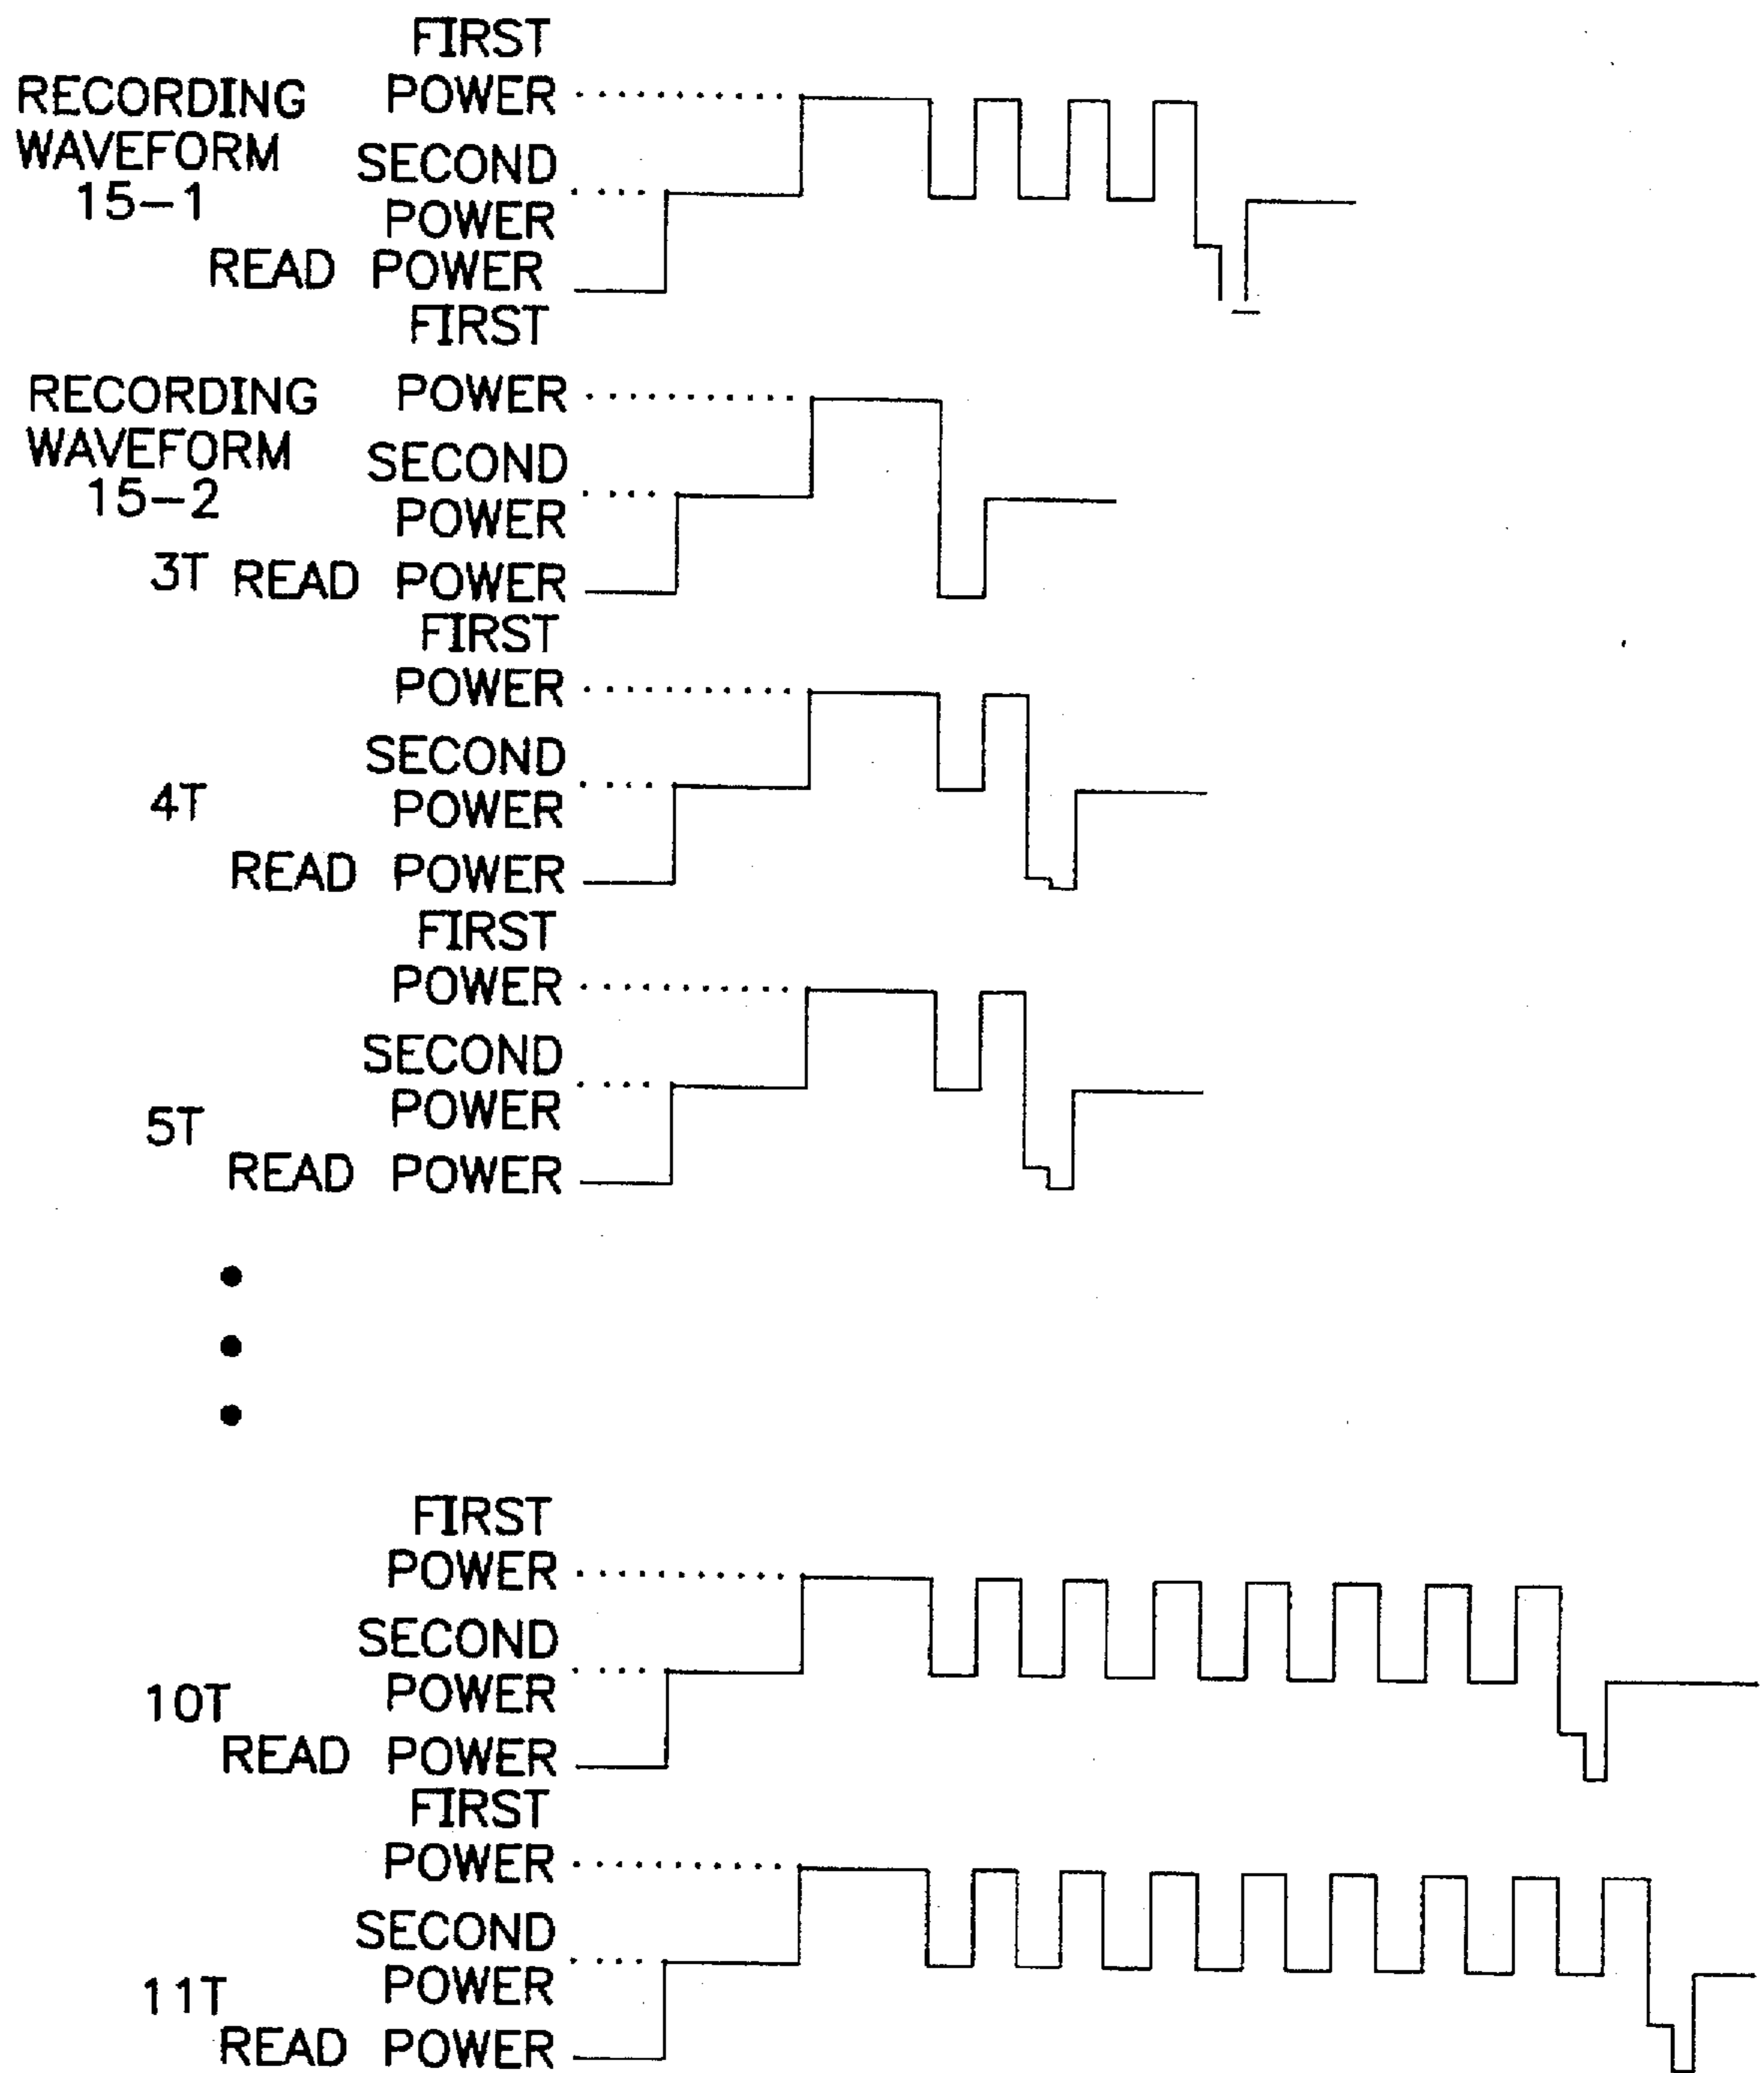 FIRST
RECORDING POWER
WAVEFORM SECOND
15-1 POWER
READ POWER
FIRST
RECORDING POWER
WAVEFORM SECOND
15-2 POWER
3T READ POWER
FIRST
POWER
SECOND
4T POWER
READ POWER
FIRST
POWER
SECOND
5T POWER
READ POWER
FIRST
POWER
SECOND
10T POWER
READ POWER
FIRST
POWER
SECOND
11T POWER
READ POWER